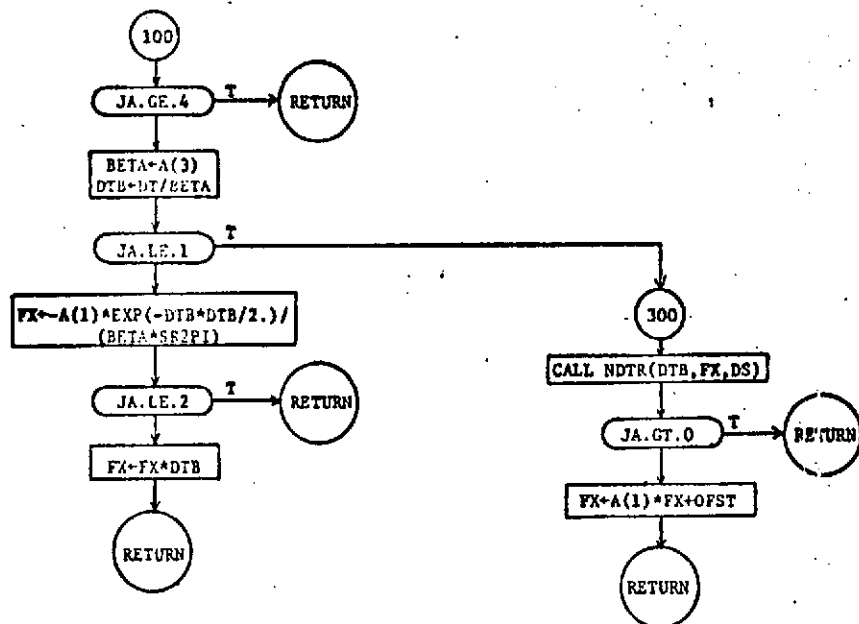 100
JA.GE.4
T
RETURN
BETA←A(3)
DTB←DT/BETA
JA.LE.1
T
FX←-A(1)*EXP(-DTB*DTB/2.)/
(BETA*SR2PI)
JA.LE.2
T
RETURN
FX←FX*DTB
RETURN
300
CALL NDTR(DTB,FX,DS)
JA.GT.0
T
RETURN
FX←A(1)*FX+OFST
RETURN